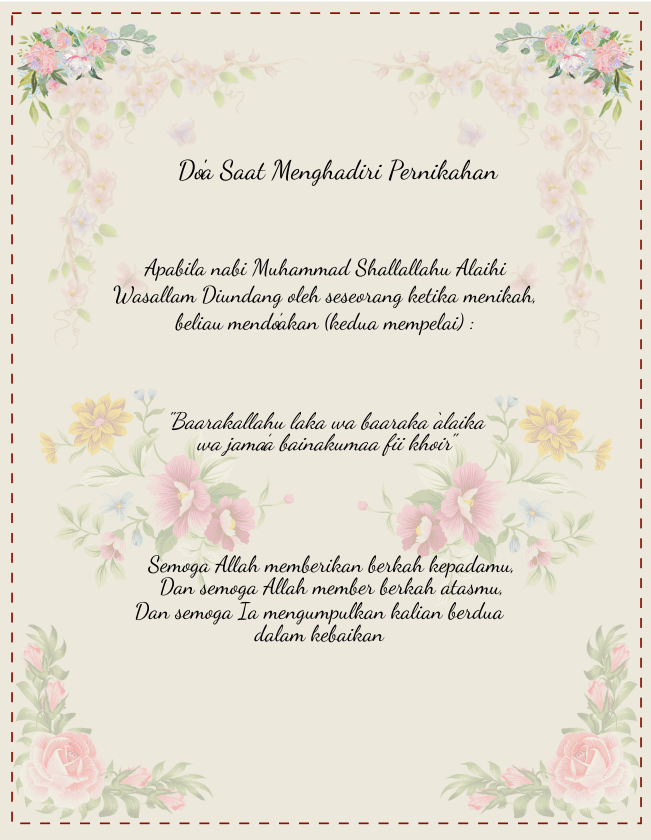 Do'a Saat Menghadiri Pernikahan
Apabila nabi Muhammad Shallallahu Alaihi
Wasallam Diundang oleh seseorang ketika menikah,
beliau mendo'akan (kedua mempelai) :
"Baarakallahu laka wa baaraka 'alaika
wa jama'a bainakumaa fii khoir"
Semoga Allah memberikan berkah kepadamu,
Dan semoga Allah member berkah atasmu,
Dan semoga Ia mengumpulkan kalian berdua
dalam kebaikan